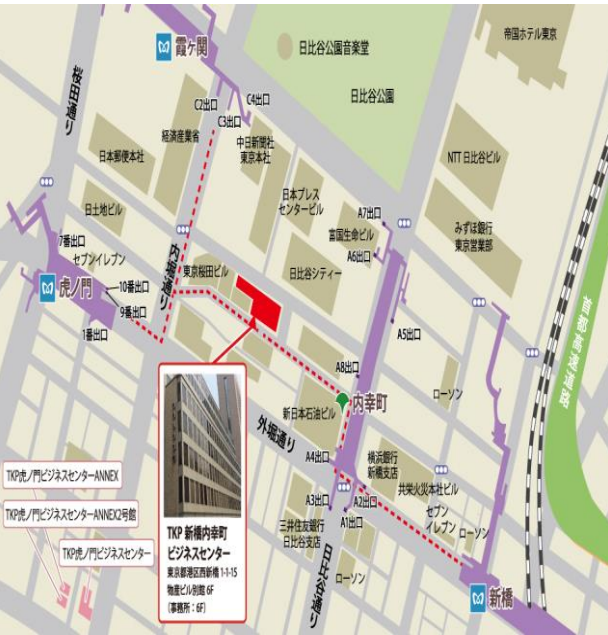 帝国ホテル東京
霞ケ関
日比谷公園音楽堂
日比谷公園
桜田通り
C4出口
C2出口
C3出口
経済産業省
中日新聞社
東京本社
日本郵便本社
NTT 日比谷ビル
日本プレス
センタービル
日土地ビル
A7出口
富国生命ビル
みずほ銀行
東京営業部
7番出口
セブンイレブン
内堀通り
A6出口
東京桜田ビル
日比谷シティー
虎ノ門
10番出口
9番出口
1番出口
A5出口
首都高速道路
A8出口
ローソン
内幸町
新日本石油ビル
外堀通り
A4出口
横浜銀行
新橋支店
共栄火災本社ビル
TKP虎ノ門ビジネスセンターANNEX
A3出口
A2出口
セブン
イレブン
TKP虎ノ門ビジネスセンターANNEX2号館
A1出口
三井住友銀行
日比谷支店
ローソン
TKP虎ノ門ビジネスセンター
TKP 新橋内幸町
ビジネスセンター
東京都港区西新橋 1-1-15
物産ビル別館 6F
(事務所:6F)
日比谷通り
ローソン
新橋